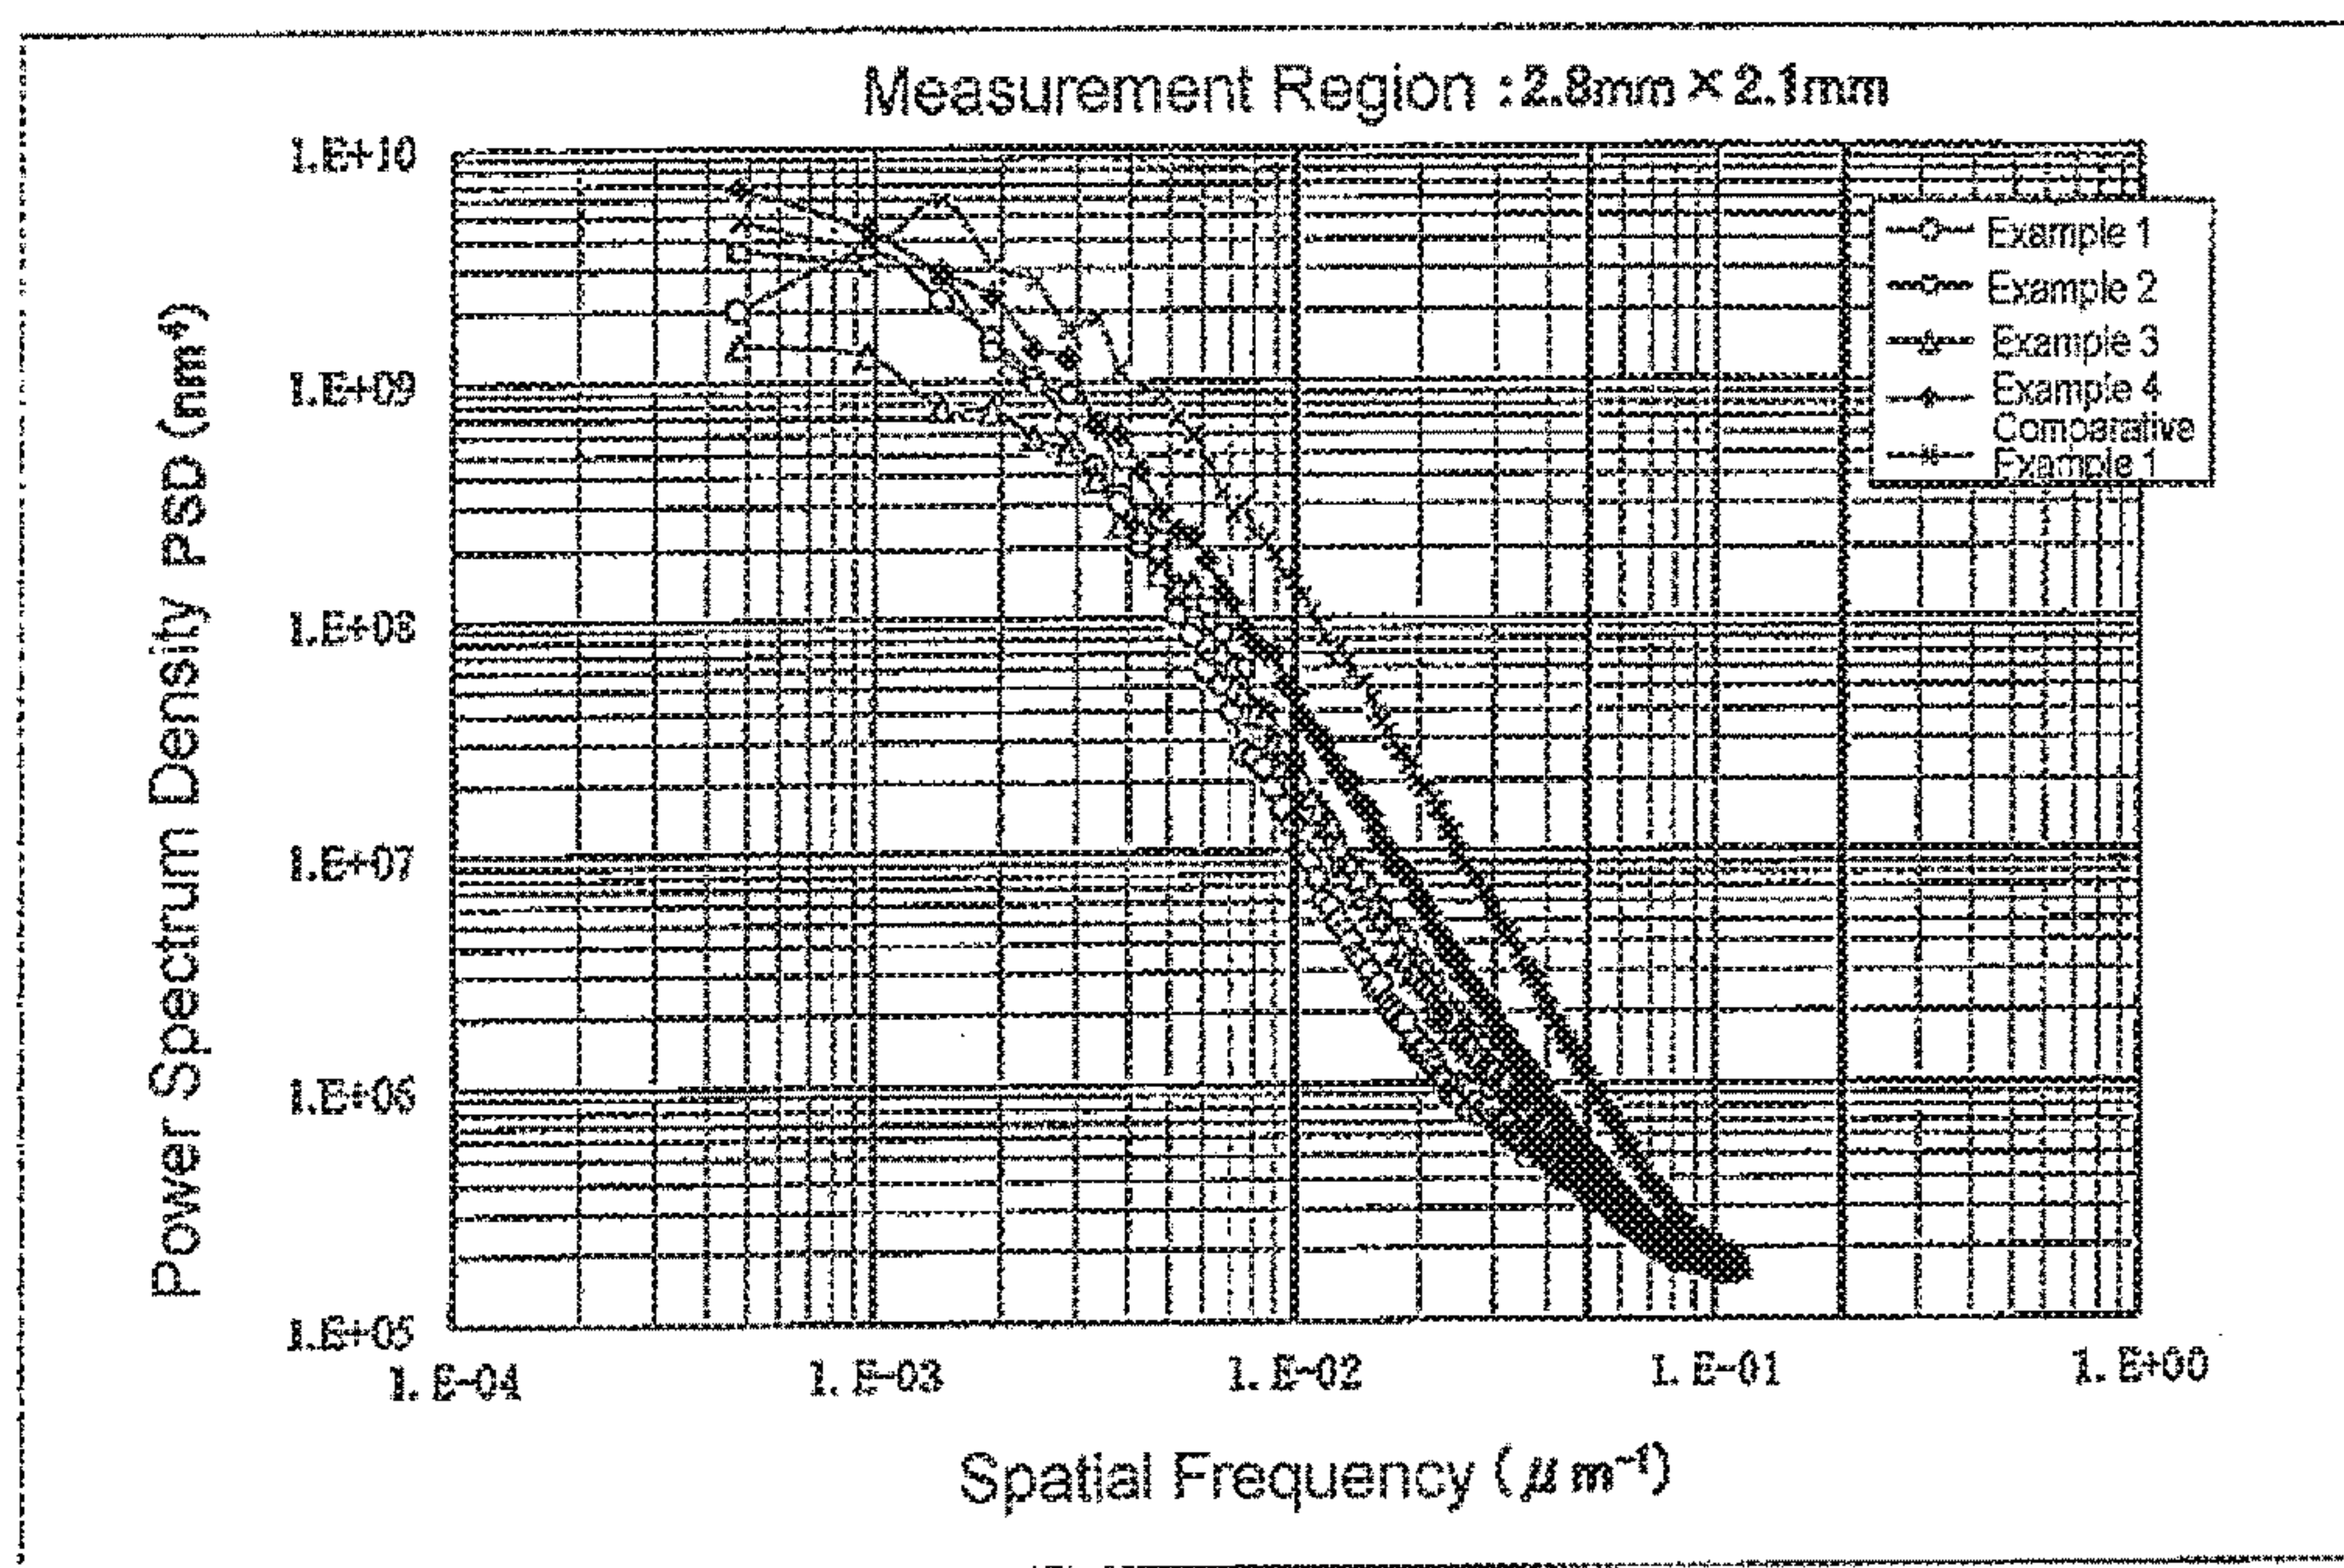 Measurement Region :2.8mm×2.1mm
Power Spectrum Density PSD (nm⁴)
1.E+10
1.E+09
1.E+08
1.E+07
1.E+06
1.E+05
1.E-04
1.E-03
1.E-02
1.E-01
1.E+00
Spatial Frequency (μm⁻¹)
Example 1
Example 2
Example 3
Example 4
Comparative
Example 1